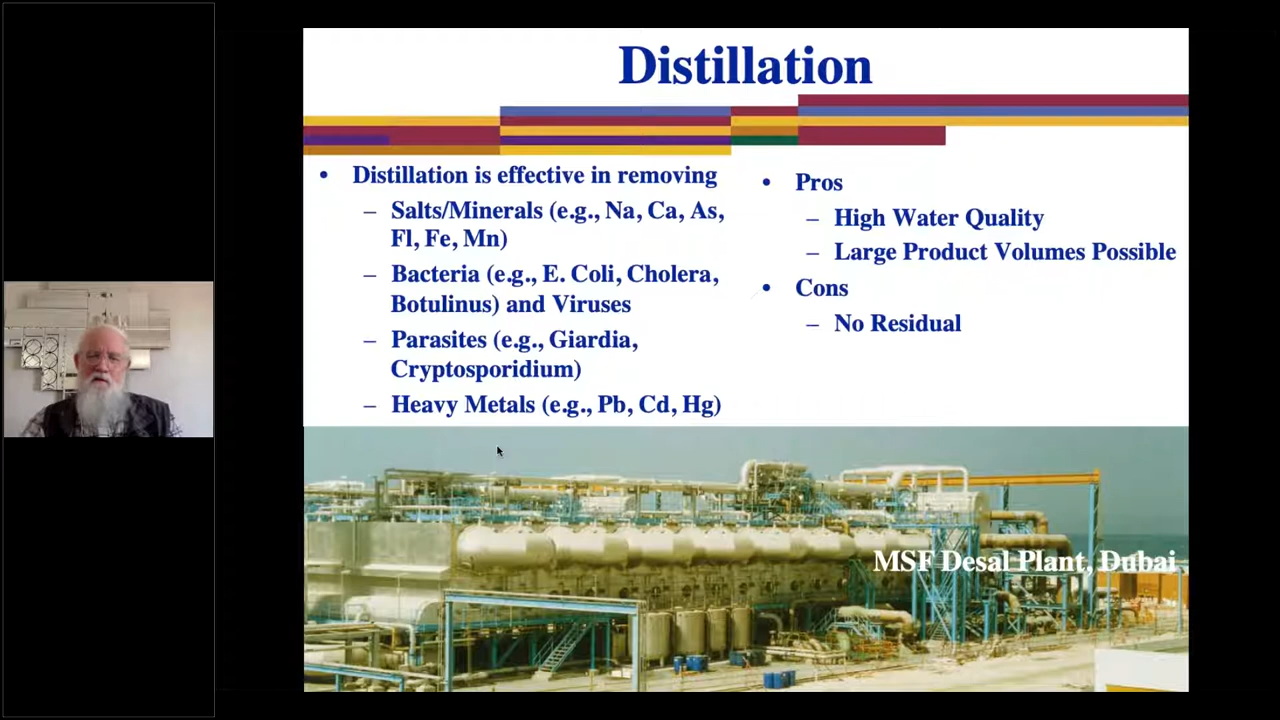 Distillation
• Distillation is effective in removing
– Salts/Minerals (e.g., Na, Ca, As,
Fl, Fe, Mn)
– Bacteria (e.g., E. Coli, Cholera,
Botulinus) and Viruses
– Parasites (e.g., Giardia,
Cryptosporidium)
– Heavy Metals (e.g., Pb, Cd, Hg)
• Pros
– High Water Quality
– Large Product Volumes Possible
• Cons
– No Residual
MSF Desal Plant, Dubai